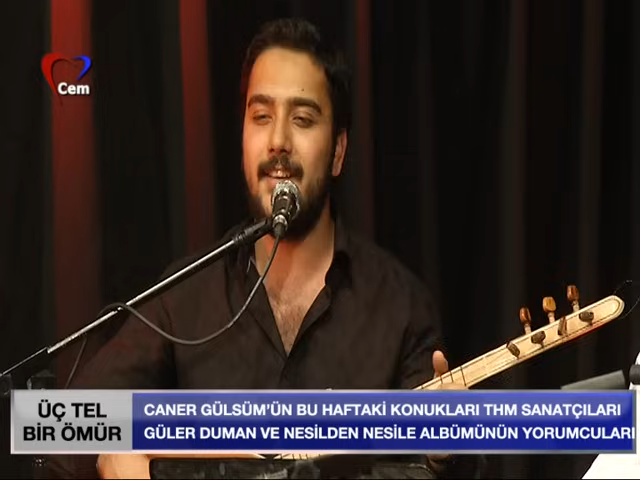 Cem
ÜÇ TEL
BİR ÖMÜR
CANER GÜLSÜM'ÜN BU HAFTAKİ KONUKLARI THM SANATÇILARI
GÜLER DUMAN VE NESİLDEN NESİLE ALBÜMÜNÜN YORUMCULARI